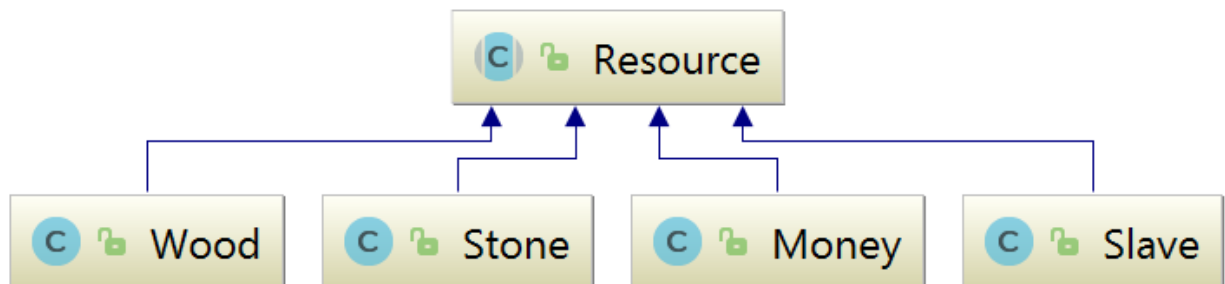 C Resource
C Wood
C Stone
C Money
C Slave